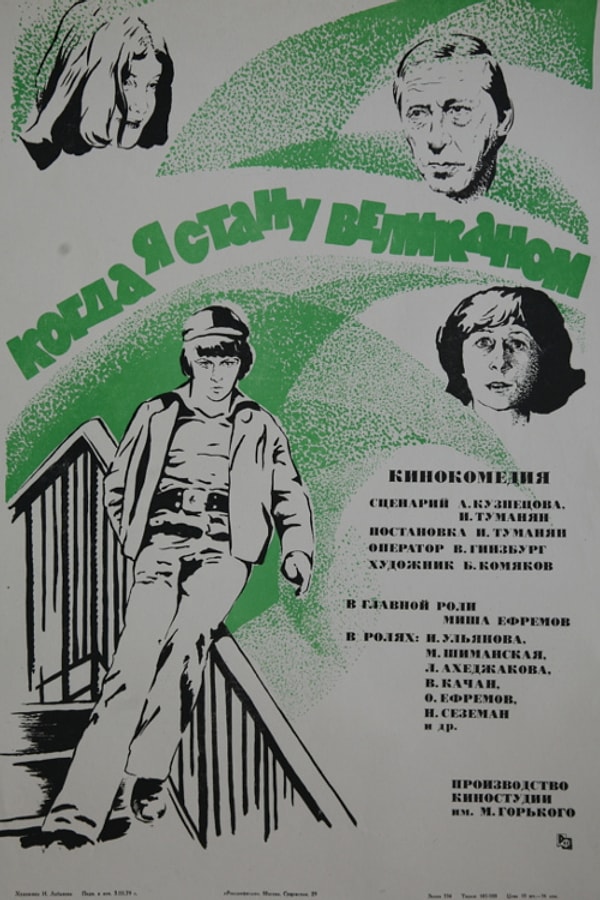 Когда я стану великаном
КИНОКОМЕДИЯ
СЦЕНАРИЙ А. КУЗНЕЦОВА,
И. ТУМАНЯН
ПОСТАНОВКА И. ТУМАНЯН
ОПЕРАТОР В. ГИНЗБУРГ
ХУДОЖНИК Б. КОМЯКОВ
В ГЛАВНОЙ РОЛИ
МИША ЕФРЕМОВ
В РОЛЯХ: И. УЛЬЯНОВА,
М. ШИМАНСКАЯ,
Л. АХЕДЖАКОВА,
В. КАЧАН,
О. ЕФРЕМОВ,
Н. СЕЗЕМАН
и др.
ПРОИЗВОДСТВО
КИНОСТУДИИ
им. М. ГОРЬКОГО